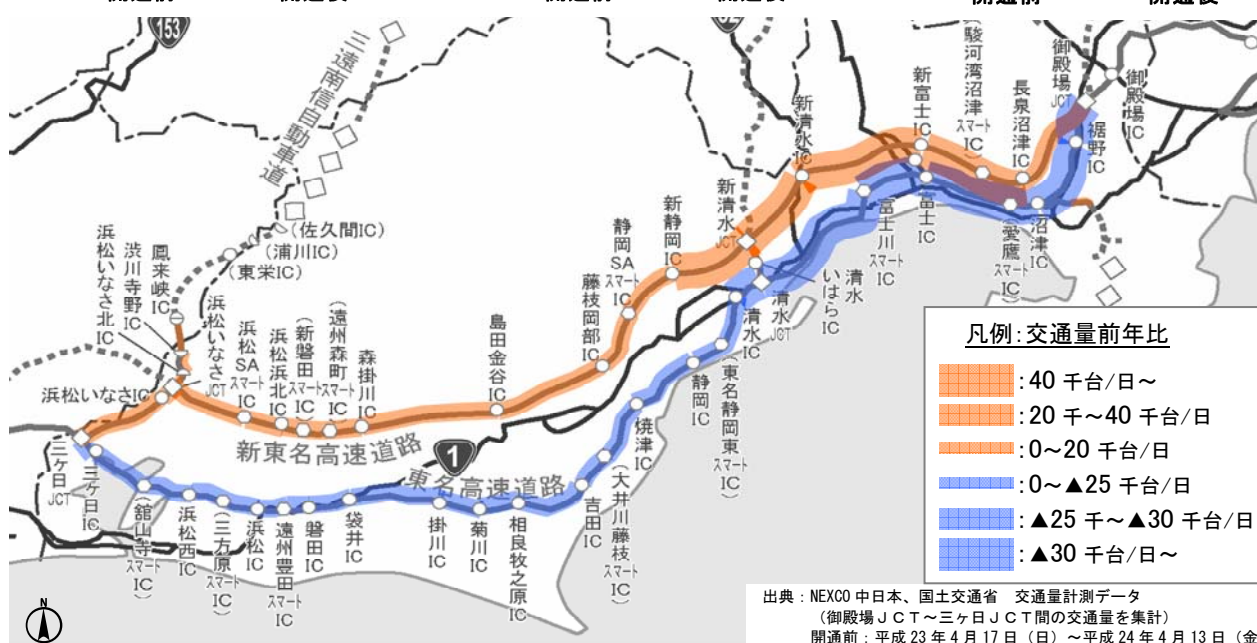 153
三遠南信自動車道
(佐久間IC)
(浦川IC)
(東栄IC)
鳳来峡IC
渋川寺野IC
浜松いなさ北IC
浜松いなさJCT
浜松いなさIC
浜松SAスマートIC
浜松浜北IC
(新磐田スマートIC)
(遠州森町スマートIC)
森掛川IC
島田金谷IC
藤枝岡部IC
静岡SAスマートIC
新静岡IC
新清水JCT
新清水IC
新富士IC
(駿河湾沼津スマートIC)
長泉沼津IC
御殿場JCT
御殿場IC
裾野IC
沼津IC
(愛鷹スマートIC)
富士IC
富士川スマートIC
清水いはらIC
清水JCT
清水IC
(東名静岡東スマートIC)
静岡IC
焼津IC
(大井川藤枝スマートIC)
吉田IC
相良牧之原IC
菊川IC
掛川IC
袋井IC
磐田IC
遠州豊田スマートIC
浜松IC
(三方原スマートIC)
浜松西IC
(舘山寺スマートIC)
三ヶ日IC
三ヶ日JCT
新東名高速道路
1
東名高速道路
凡例:交通量前年比
:40 千台/日~
:20 千~40 千台/日
:0~20 千台/日
:0~▲25 千台/日
:▲25 千~▲30 千台/日
:▲30 千台/日~
N
出典:NEXCO 中日本、国土交通省 交通量計測データ
(御殿場JCT~三ヶ日JCT間の交通量を集計)
開通前:平成 23 年 4 月 17 日(日)~平成 24 年 4 月 13 日(金